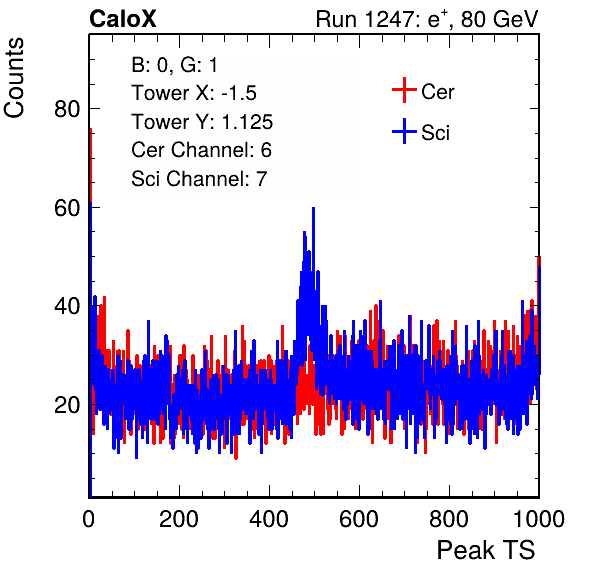 CaloX Run 1247: e⁺, 80 GeV
Counts
B: 0, G: 1
Tower X: -1.5
Tower Y: 1.125
Cer Channel: 6
Sci Channel: 7
Cer
Sci
80
60
40
20
0 200 400 600 800 1000
Peak TS